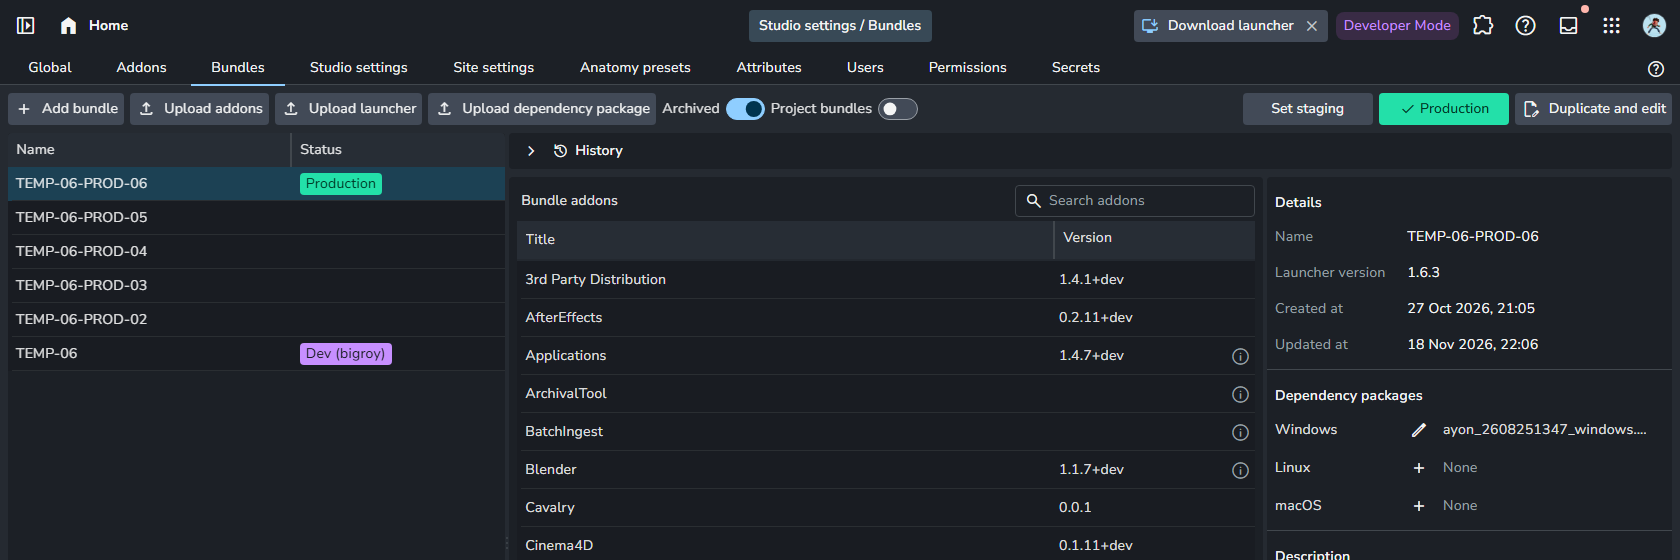 Home
Studio settings / Bundles
Download launcher
Developer Mode
Global Addons Bundles Studio settings Site settings Anatomy presets Attributes Users Permissions Secrets
Add bundle Upload addons Upload launcher Upload dependency package Archived Project bundles Set staging Production Duplicate and edit
Name Status
TEMP-06-PROD-06 Production
TEMP-06-PROD-05
TEMP-06-PROD-04
TEMP-06-PROD-03
TEMP-06-PROD-02
TEMP-06 Dev (bigroy)
History
Bundle addons Search addons
Title Version
3rd Party Distribution 1.4.1+dev
AfterEffects 0.2.11+dev
Applications 1.4.7+dev
ArchivalTool
BatchIngest
Blender 1.1.7+dev
Cavalry 0.0.1
Cinema4D 0.1.11+dev
Details
Name TEMP-06-PROD-06
Launcher version 1.6.3
Created at 27 Oct 2026, 21:05
Updated at 18 Nov 2026, 22:06
Dependency packages
Windows ayon_2608251347_windows....
Linux None
macOS None
Description